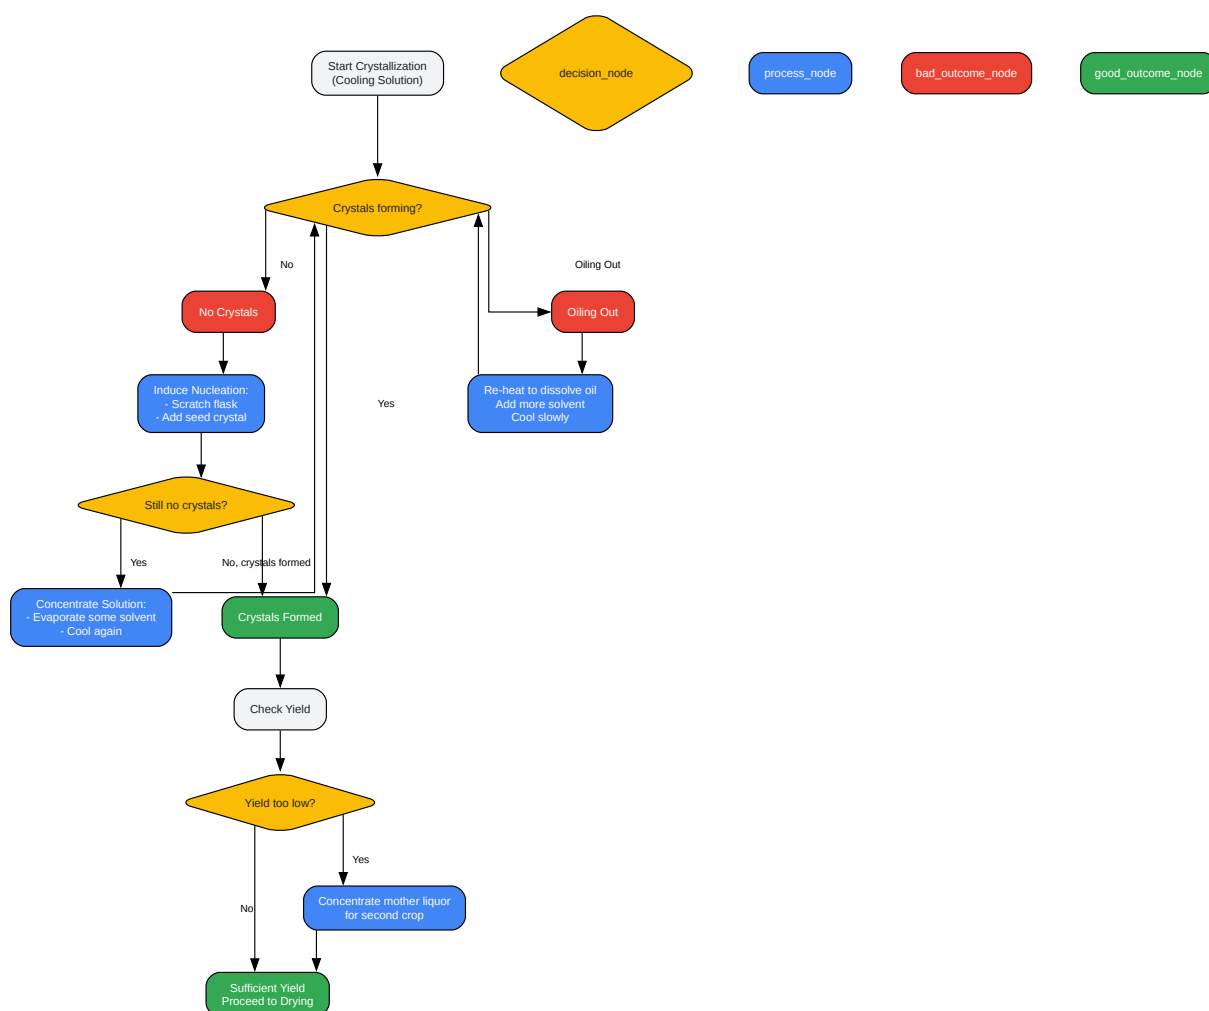 Start Crystallization
(Cooling Solution)
decision_node
process_node
bad_outcome_node
good_outcome_node
Crystals forming?
No
Oiling Out
No Crystals
Oiling Out
Induce Nucleation:
- Scratch flask
- Add seed crystal
Yes
Re-heat to dissolve oil
Add more solvent
Cool slowly
Still no crystals?
Yes
No, crystals formed
Concentrate Solution:
- Evaporate some solvent
- Cool again
Crystals Formed
Check Yield
Yield too low?
Yes
No
Concentrate mother liquor
for second crop
Sufficient Yield
Proceed to Drying